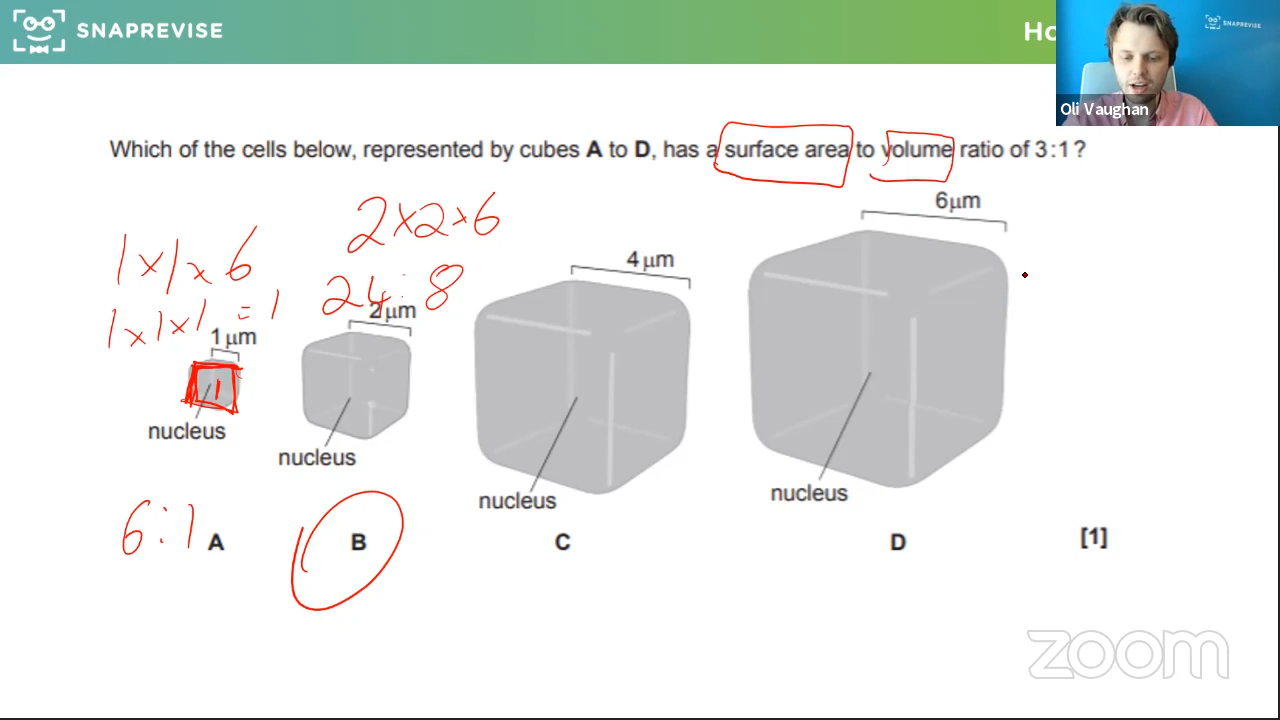 SNAPREVISE
Ho
SNAPREVISE
Oli Vaughan
Which of the cells below, represented by cubes A to D, has a surface area to volume ratio of 3:1?
6μm
2×2×6
1×1×6
4μm
24:8
1×1×1 = 1
2μm
1μm
1
nucleus
nucleus
nucleus
nucleus
6:1
A
B
C
D
[1]
zoom